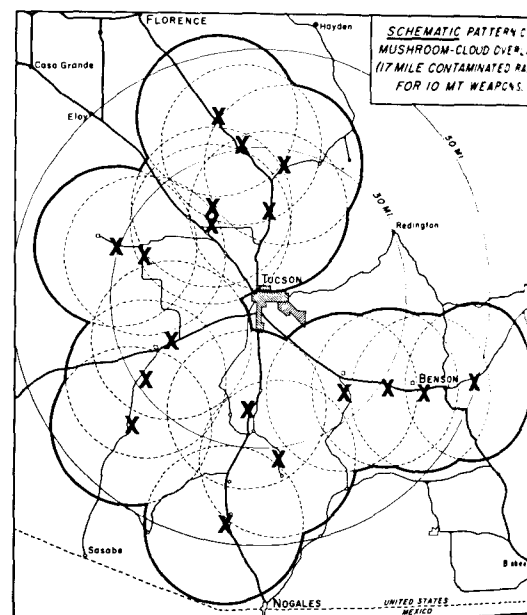 SCHEMATIC PATTERN
MUSHROOM-CLOUD
(17 MILE CONTAMINATED
FOR 10 MT WEAPONS.
FLORENCE
Hayden
Casa Grande
Eloy
50 MI.
30 MI.
Redington
TUCSON
BENSON
Sasabe
NOGALES
UNITED STATES
MEXICO